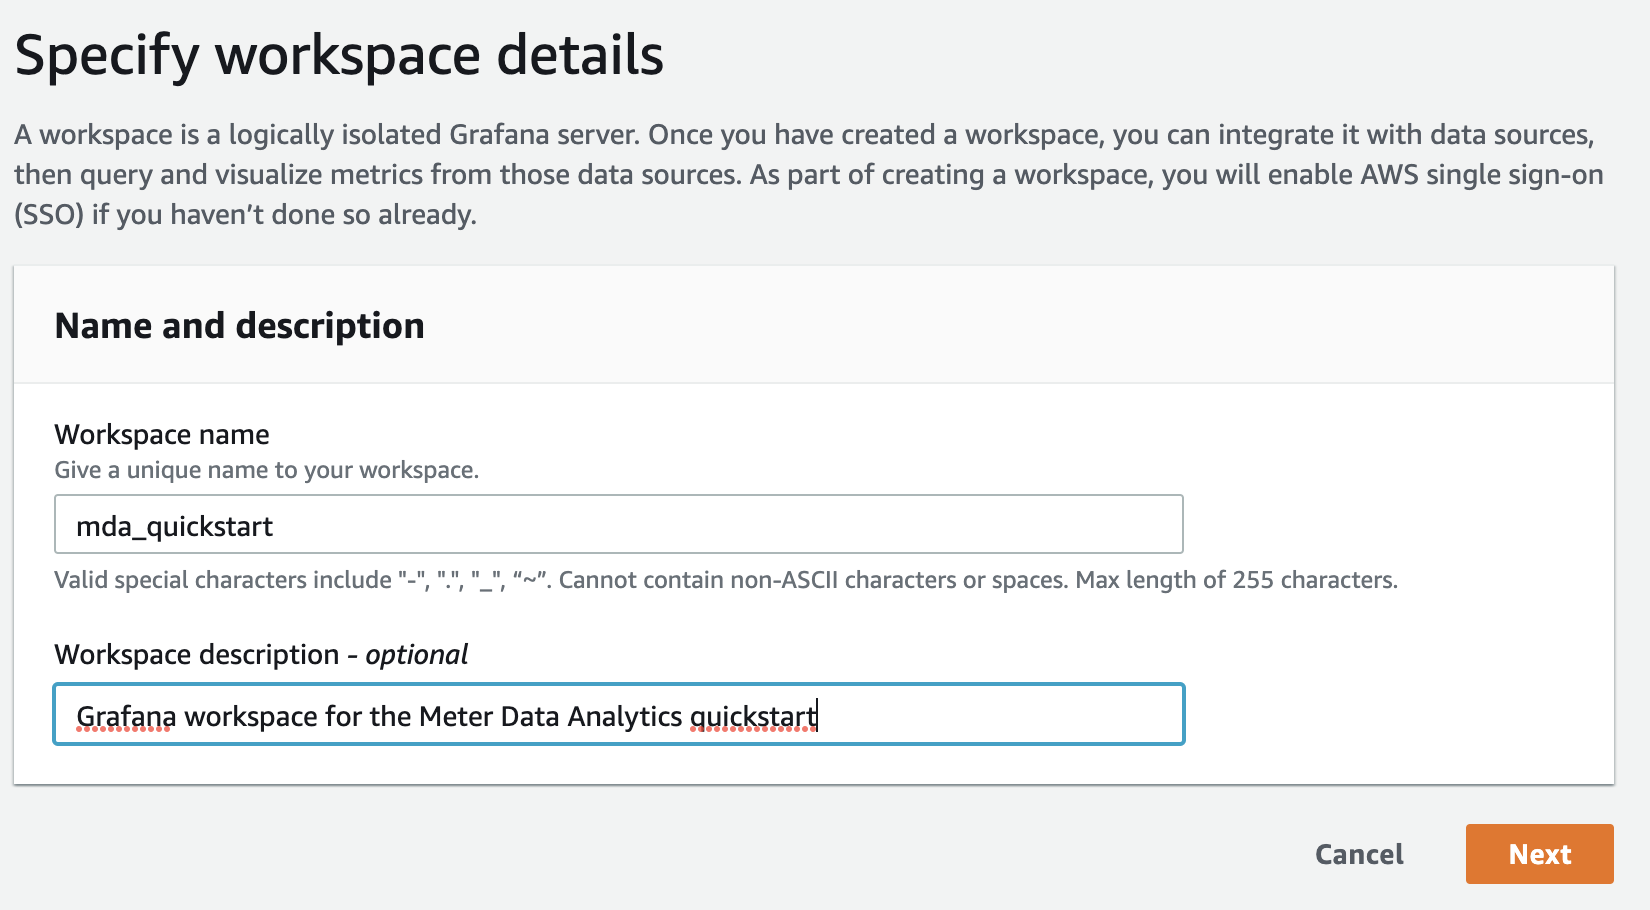 Specify workspace details
A workspace is a logically isolated Grafana server. Once you have created a workspace, you can integrate it with data sources,
then query and visualize metrics from those data sources. As part of creating a workspace, you will enable AWS single sign-on
(SSO) if you haven’t done so already.
Name and description
Workspace name
Give a unique name to your workspace.
mda_quickstart
Valid special characters include "-", ".", "_", “~”. Cannot contain non-ASCII characters or spaces. Max length of 255 characters.
Workspace description - optional
Grafana workspace for the Meter Data Analytics quickstart
Cancel
Next